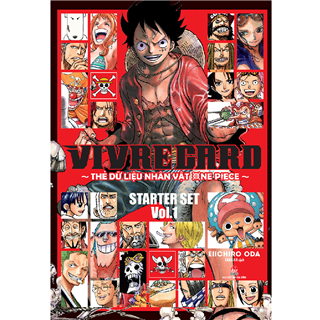 VIVRE CARD
~ THẺ DỮ LIỆU NHÂN VẬT ONE PIECE ~
STARTER SET
Vol.1
EIICHIRO ODA